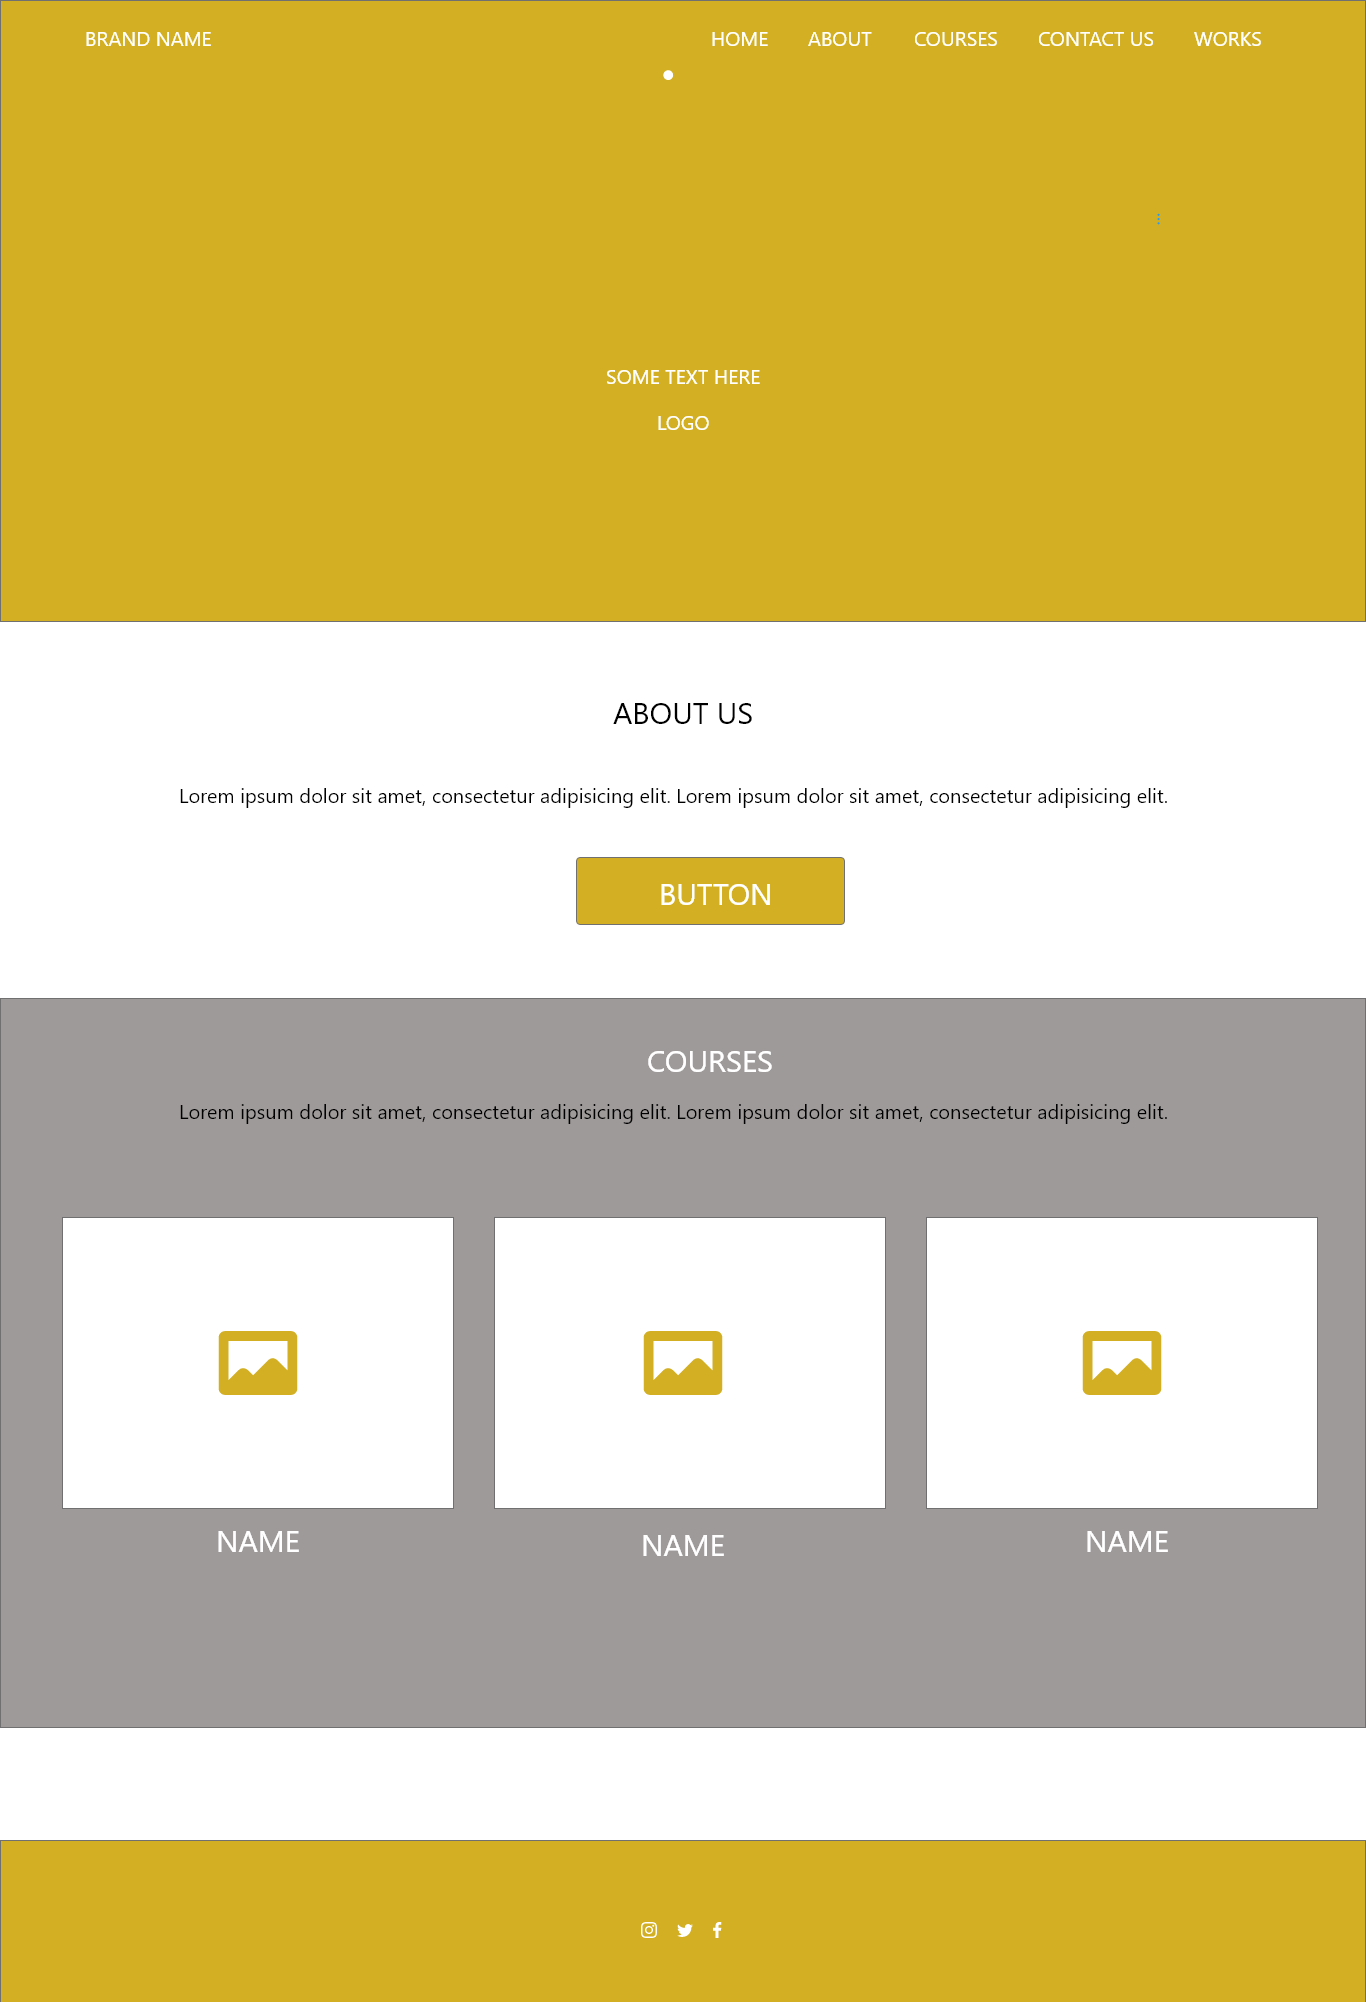 BRAND NAME HOME ABOUT COURSES CONTACT US WORKS
SOME TEXT HERE
LOGO
ABOUT US
Lorem ipsum dolor sit amet, consectetur adipisicing elit. Lorem ipsum dolor sit amet, consectetur adipisicing elit.
BUTTON
COURSES
Lorem ipsum dolor sit amet, consectetur adipisicing elit. Lorem ipsum dolor sit amet, consectetur adipisicing elit.
NAME NAME NAME